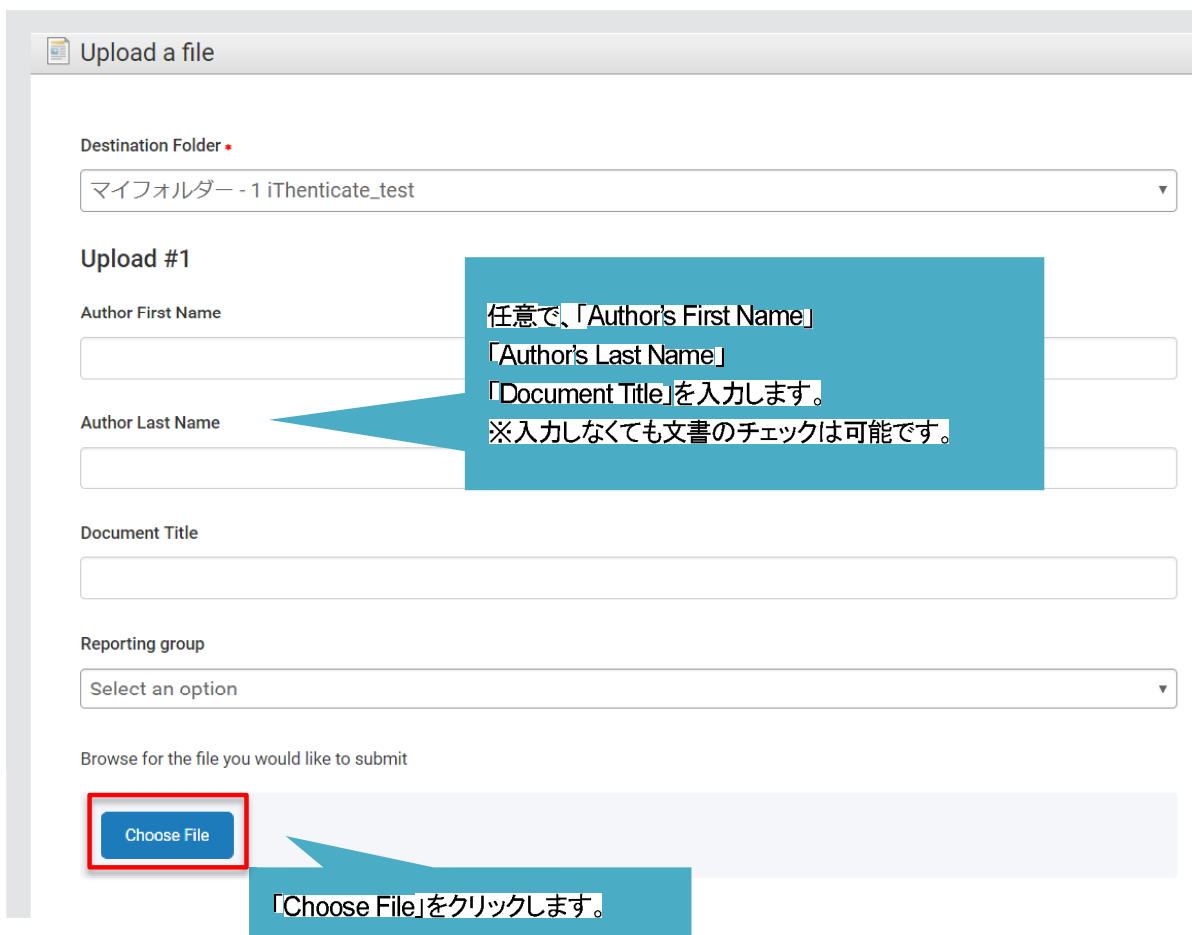 Upload a file
Destination Folder *
マイフォルダー - 1 iThenticate_test ▼
Upload #1
Author First Name
任意で、「Author's First Name」
「Author's Last Name」
「Document Title」を入力します。
※入力しなくても文書のチェックは可能です。
Author Last Name
Document Title
Reporting group
Select an option ▼
Browse for the file you would like to submit
Choose File
「Choose File」をクリックします。